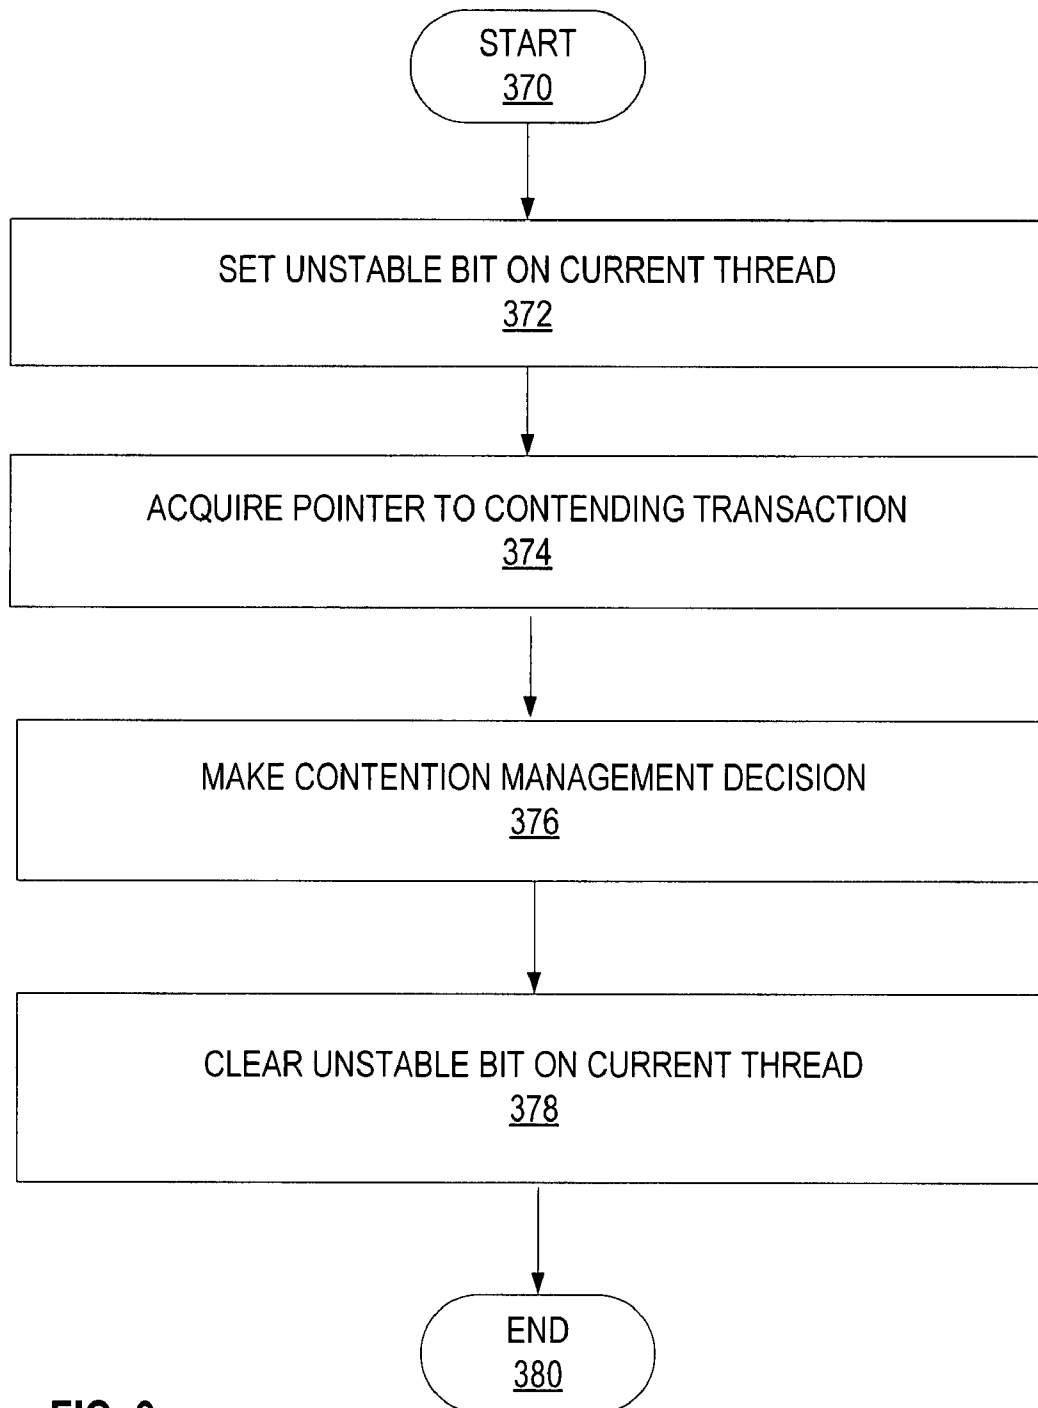 START
370
SET UNSTABLE BIT ON CURRENT THREAD
372
ACQUIRE POINTER TO CONTENDING TRANSACTION
374
MAKE CONTENTION MANAGEMENT DECISION
376
CLEAR UNSTABLE BIT ON CURRENT THREAD
378
END
380
FIG.